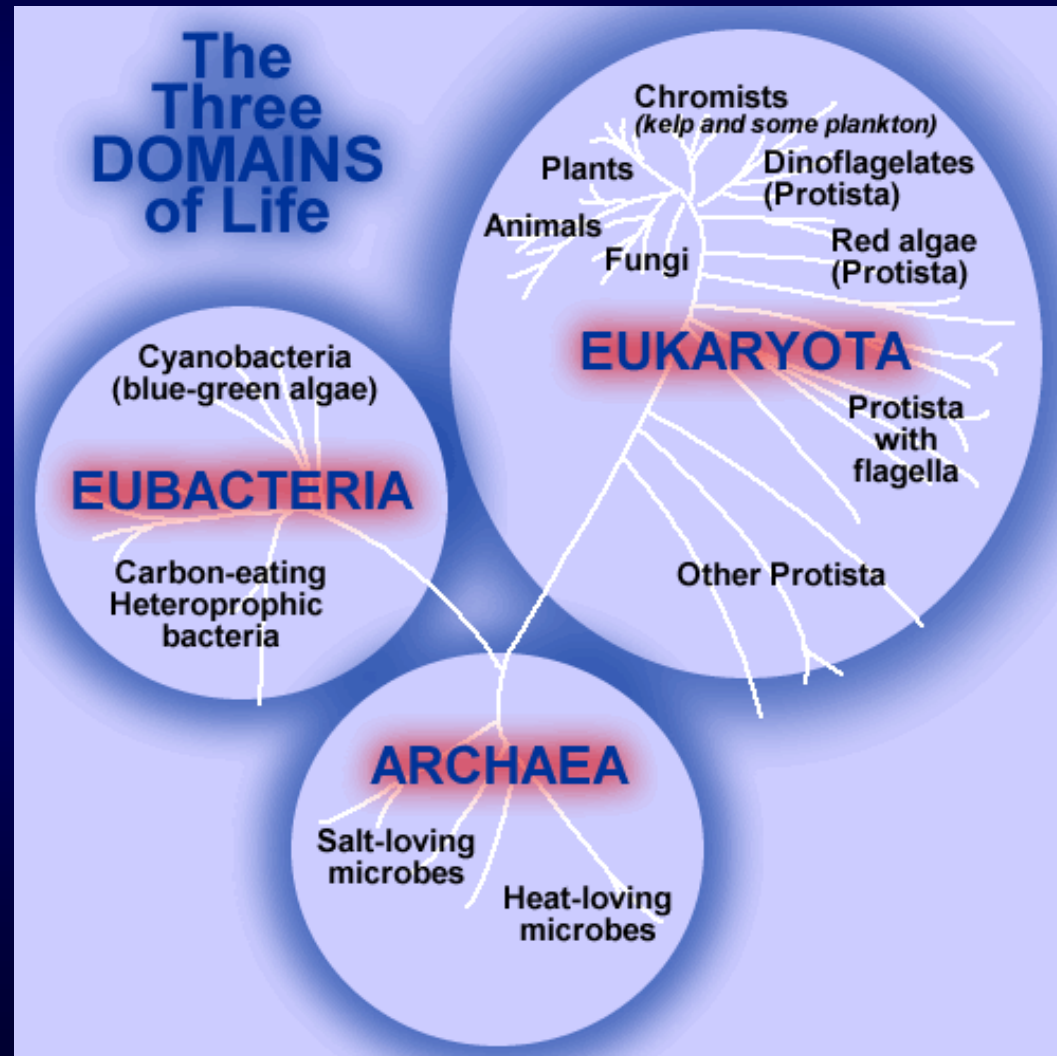 The
Three
DOMAINS
of Life
Chromists
(kelp and some plankton)
Plants
Dinoflagelates
(Protista)
Animals
Fungi
Red algae
(Protista)
EUKARYOTA
Protista
with
flagella
Other Protista
Cyanobacteria
(blue-green algae)
EUBACTERIA
Carbon-eating
Heteroprophic
bacteria
ARCHAEA
Salt-loving
microbes
Heat-loving
microbes